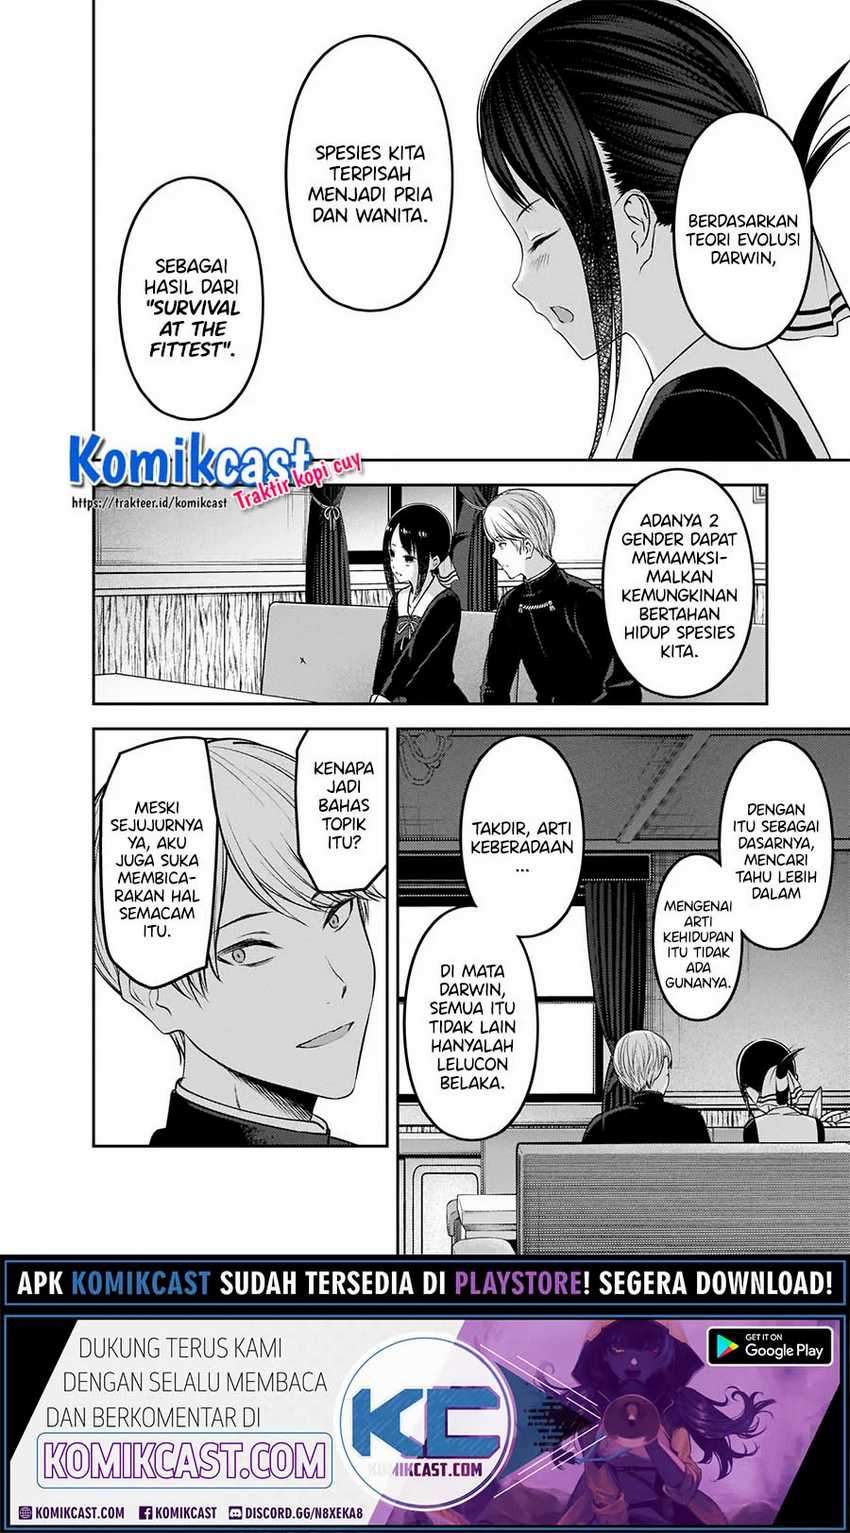 BERDASARKAN
TEORI EVOLUSI
DARWIN,
SPESIES KITA
TERPISAH
MENJADI PRIA
DAN WANITA.
SEBAGAI
HASIL DARI
"SURVIVAL
AT THE
FITTEST".
Komikcast
Traktir kopi cuy
https://trakteer.id/komikcast
ADANYA 2
GENDER DAPAT
MEMAMKSI-
MALKAN
KEMUNGKINAN
BERTAHAN
HIDUP SPESIES
KITA.
DENGAN
ITU SEBAGAI
DASARNYA,
MENCARI
TAHU LEBIH
DALAM
MENGENAI ARTI
KEHIDUPAN
ITU TIDAK
ADA
GUNANYA.
TAKDIR, ARTI
KEBERADAAN
...
DI MATA
DARWIN,
SEMUA ITU
TIDAK LAIN
HANYALAH
LELUCON
BELAKA.
KENAPA
JADI
BAHAS
TOPIK
ITU?
MESKI
SEJUJURNYA
YA, AKU
JUGA SUKA
MEMBICA-
RAKAN HAL
SEMACAM
ITU.
APK KOMIKCAST SUDAH TERSEDIA DI PLAYSTORE! SEGERA DOWNLOAD!
DUKUNG TERUS KAMI
DENGAN SELALU MEMBACA
DAN BERKOMENTAR DI
KOMIKCAST.COM
KOMIKCAST.COM
KOMIKCAST
DISCORD.GG/N8XEKA8
KC
KOMIKCAST.COM
GET IT ON
Google Play